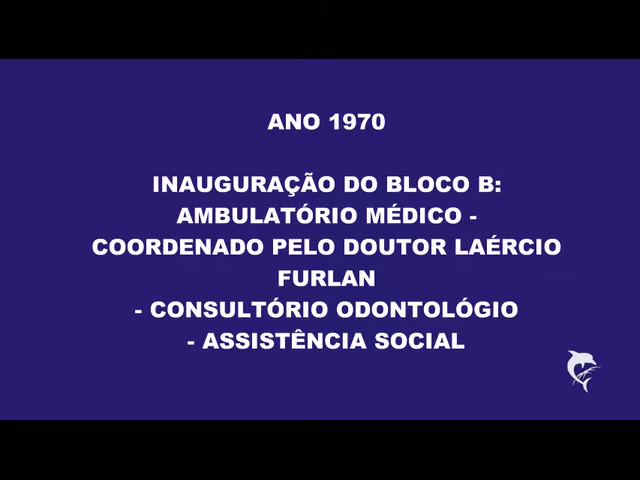 ANO 1970
INAUGURAÇÃO DO BLOCO B:
AMBULATÓRIO MÉDICO -
COORDENADO PELO DOUTOR LAÉRCIO
FURLAN
- CONSULTÓRIO ODONTOLÓGIO
- ASSISTÊNCIA SOCIAL